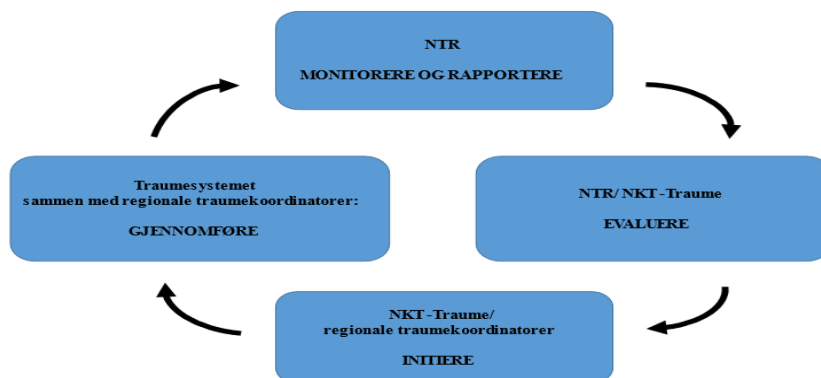 NTR
MONITORERE OG RAPPORTERE
NTR/ NKT -Traume
EVALUERE
NKT -Traume/
regionale traumekoordinatorer
INITIERE
Traumesystemet
sammen med regionale traumekoordinatorer:
GJENNOMFØRE